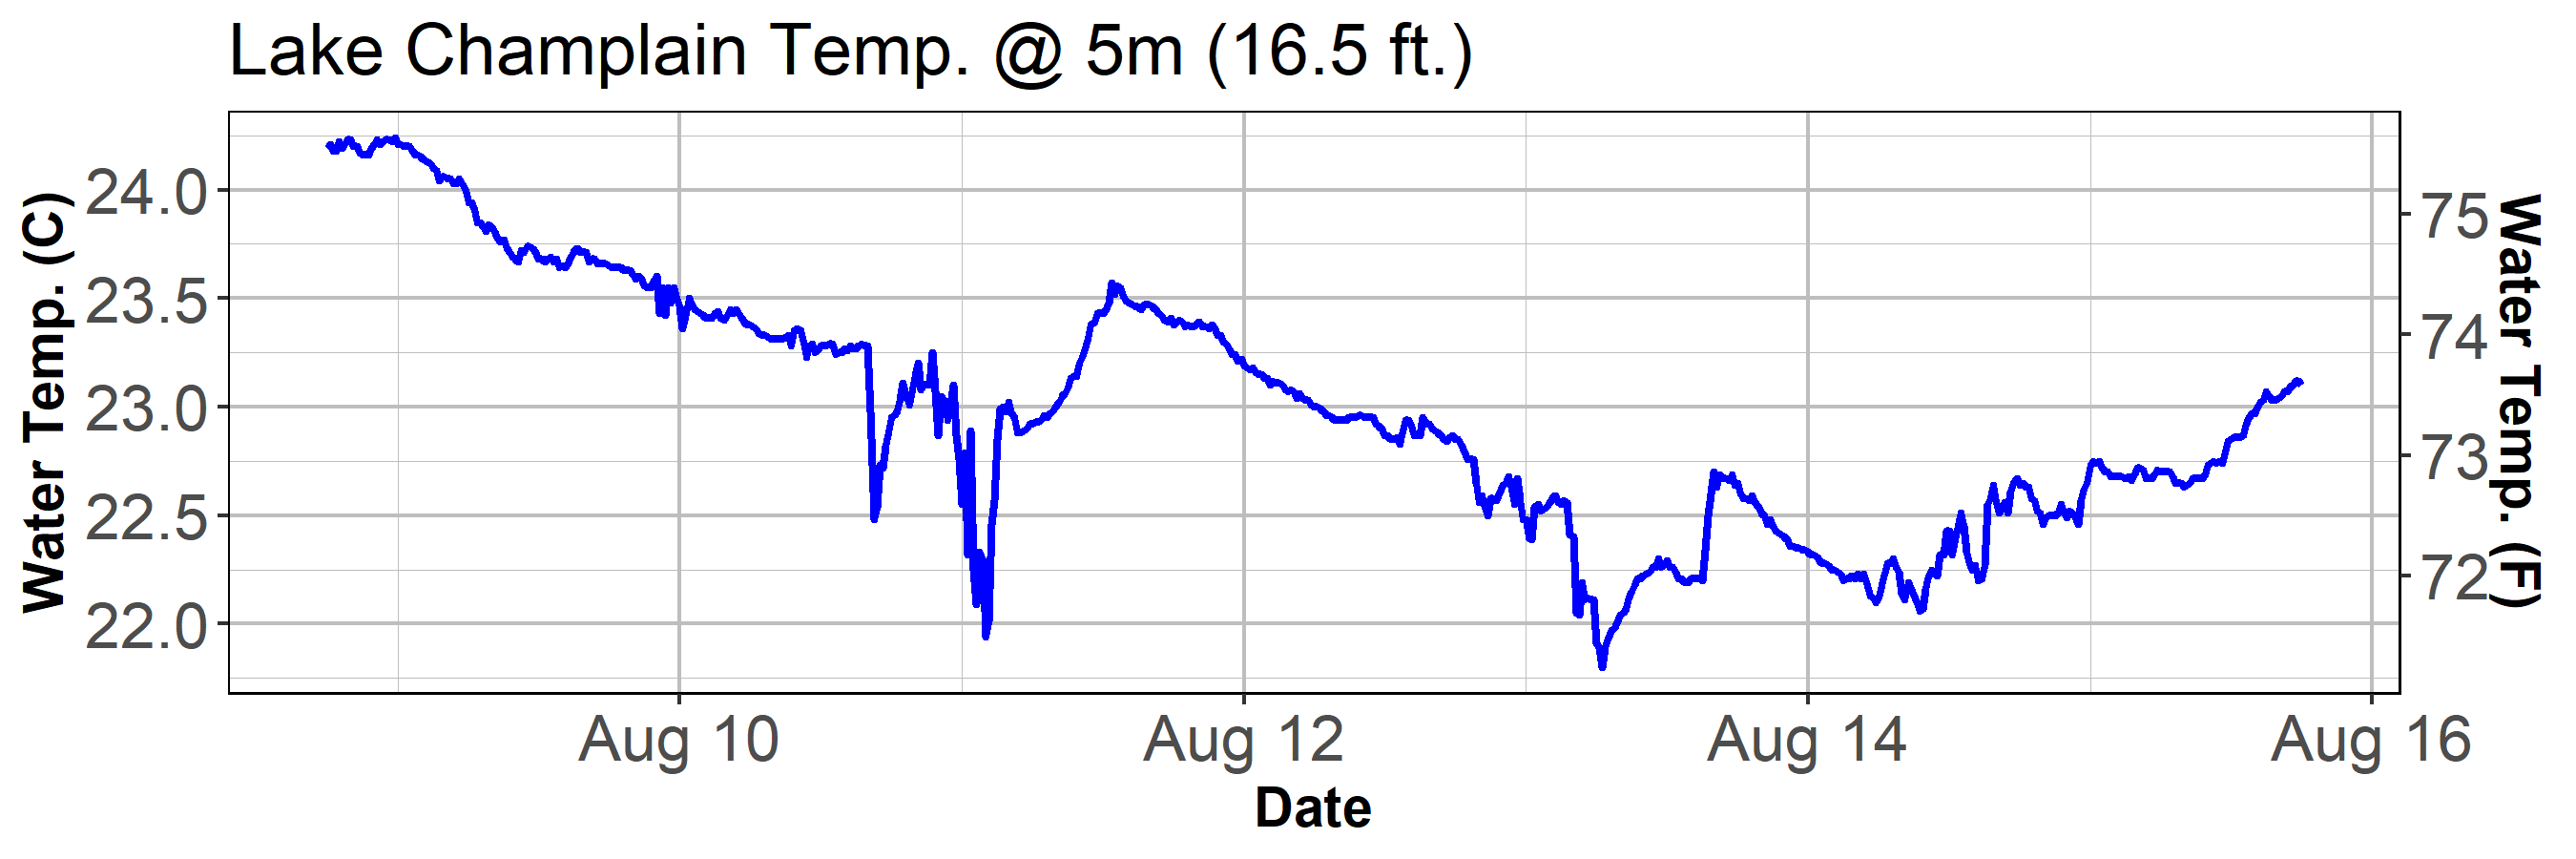 Lake Champlain Temp. @ 5m (16.5 ft.)
Water Temp. (C)
24.0
23.5
23.0
22.5
22.0
75
74
73
72
Water Temp. (F)
Aug 10
Aug 12
Aug 14
Aug 16
Date